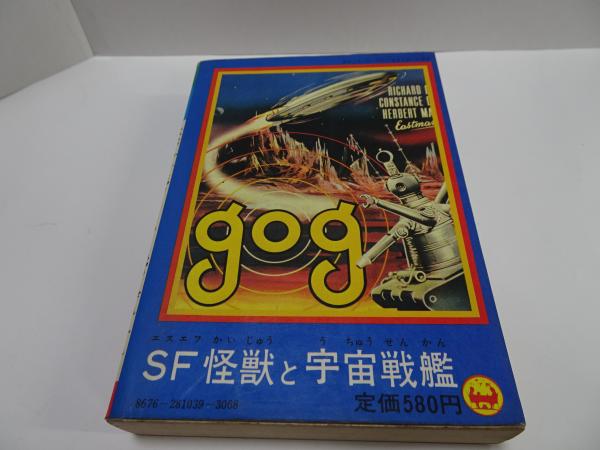 RICHARD
CONSTANCE
HERBERT
Eastma
gog
エスエフ かいじゅう う ちゅう せん かん
SF怪獣と宇宙戦艦
8676-281039-3068
定価580円